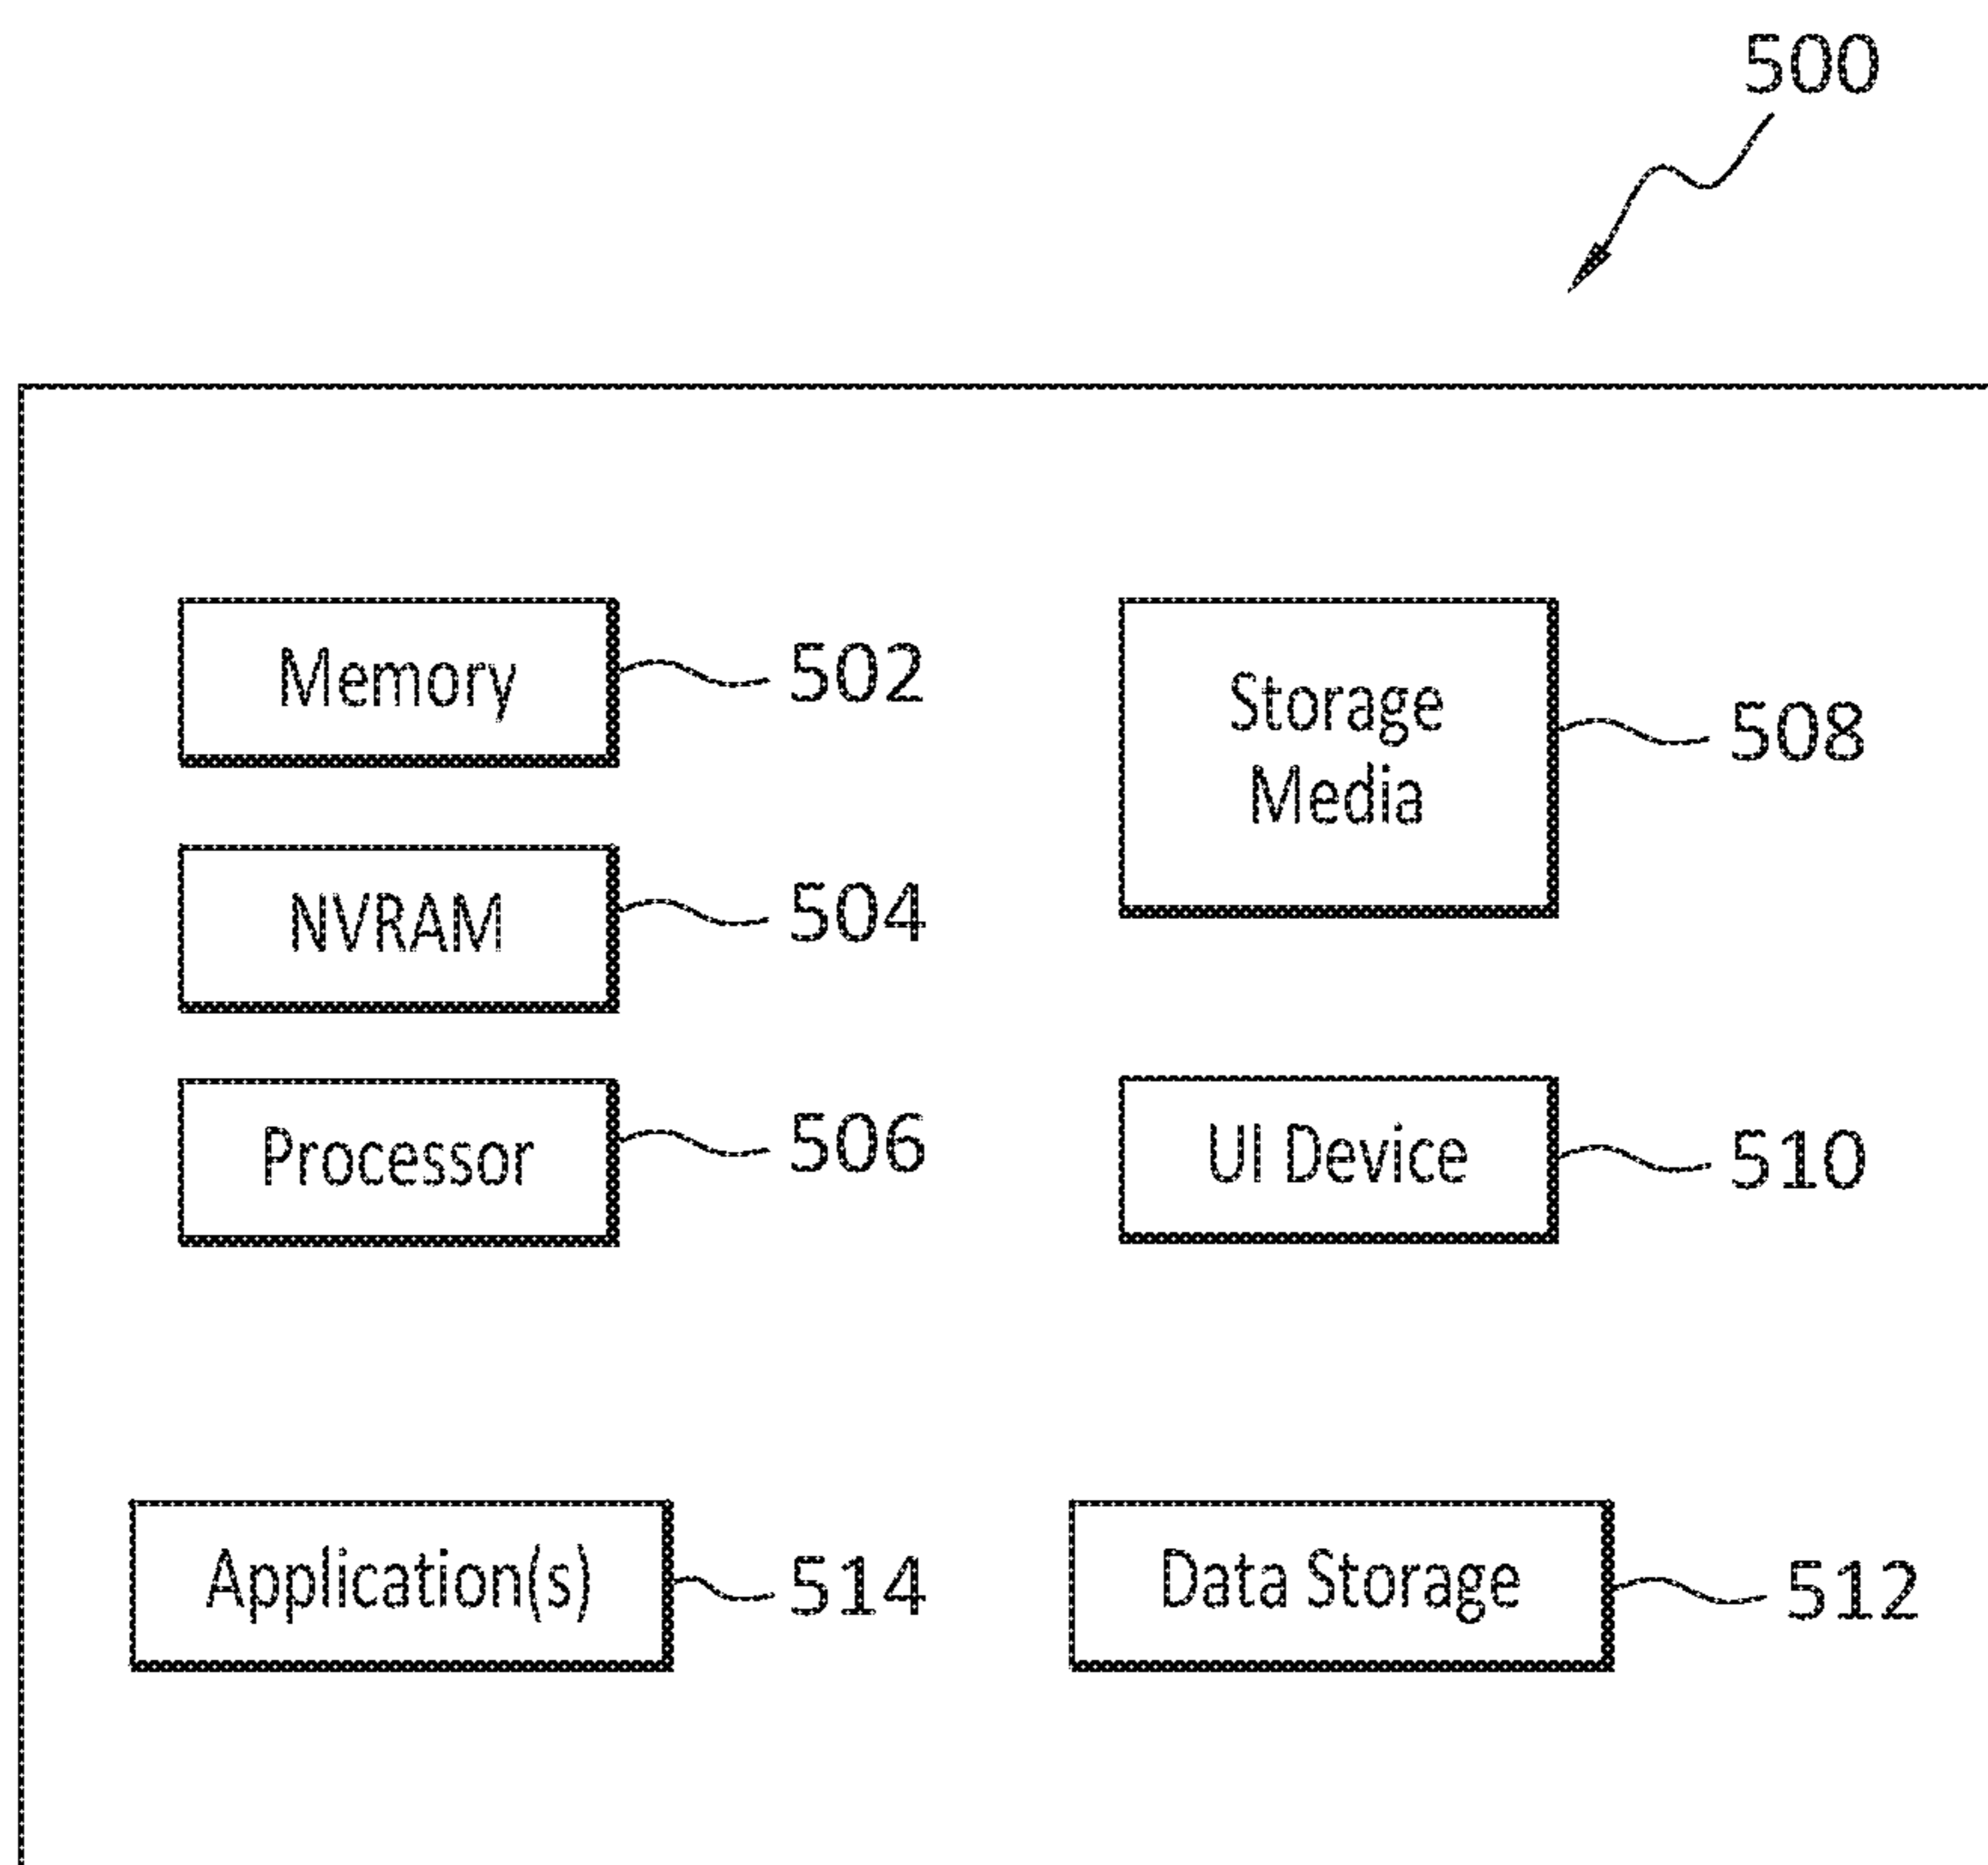 500
Memory
502
Storage
Media
508
NVRAM
504
Processor
506
UI Device
510
Application(s)
514
Data Storage
512